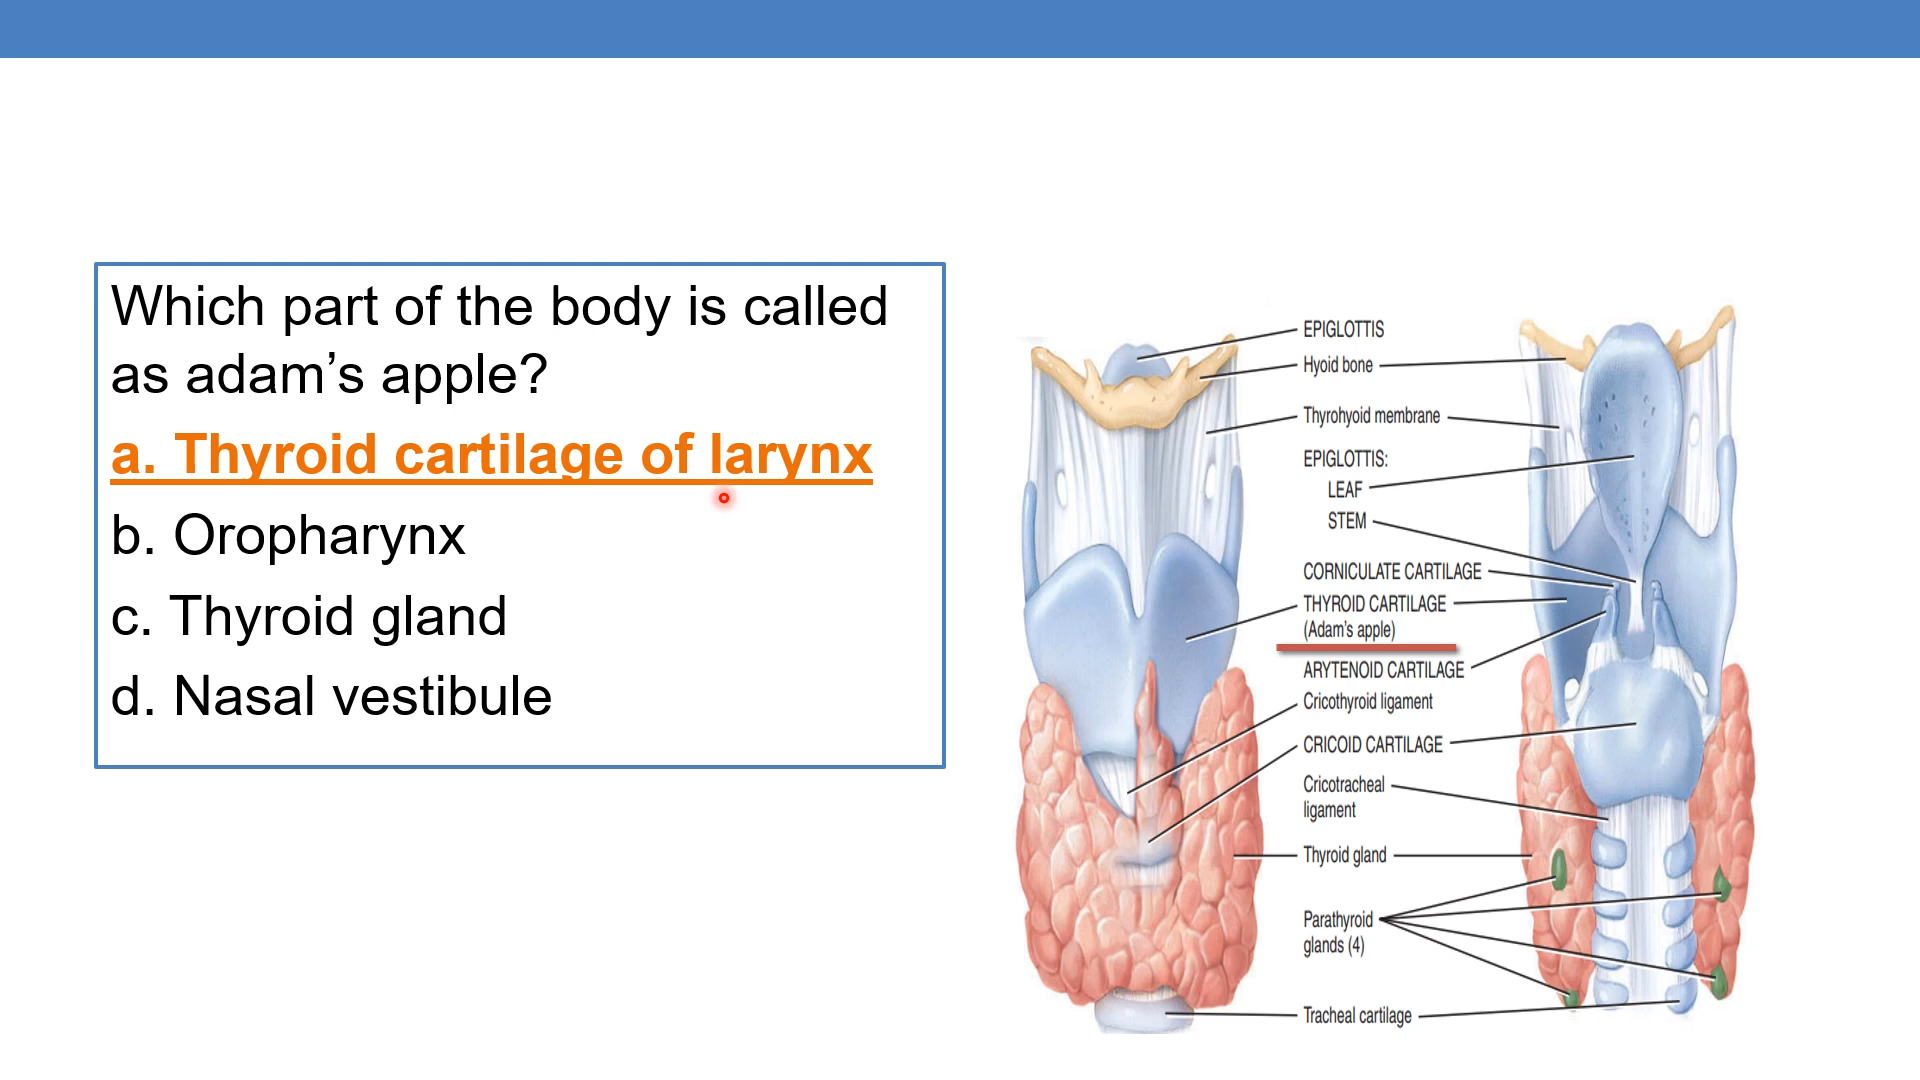 Which part of the body is called
as adam’s apple?
a. Thyroid cartilage of larynx
b. Oropharynx
c. Thyroid gland
d. Nasal vestibule
EPIGLOTTIS
Hyoid bone
Thyrohyoid membrane
EPIGLOTTIS:
LEAF
STEM
CORNICULATE CARTILAGE
THYROID CARTILAGE
(Adam's apple)
ARYTENOID CARTILAGE
Cricothyroid ligament
CRICOID CARTILAGE
Cricotracheal
ligament
Thyroid gland
Parathyroid
glands (4)
Tracheal cartilage